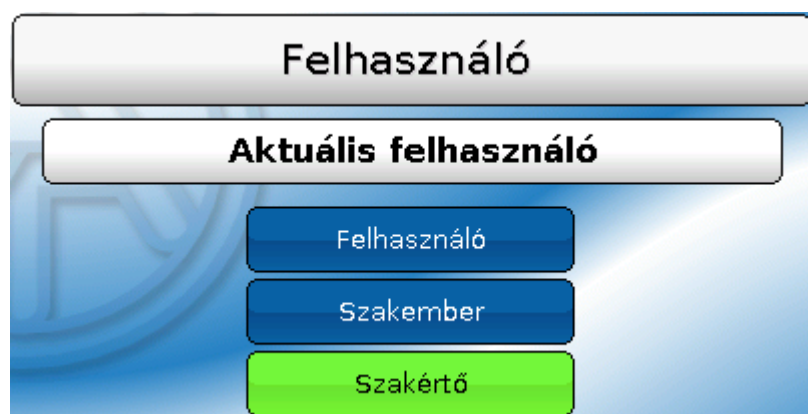 Felhasználó
Aktuális felhasználó
Felhasználó
Szakember
Szakértő